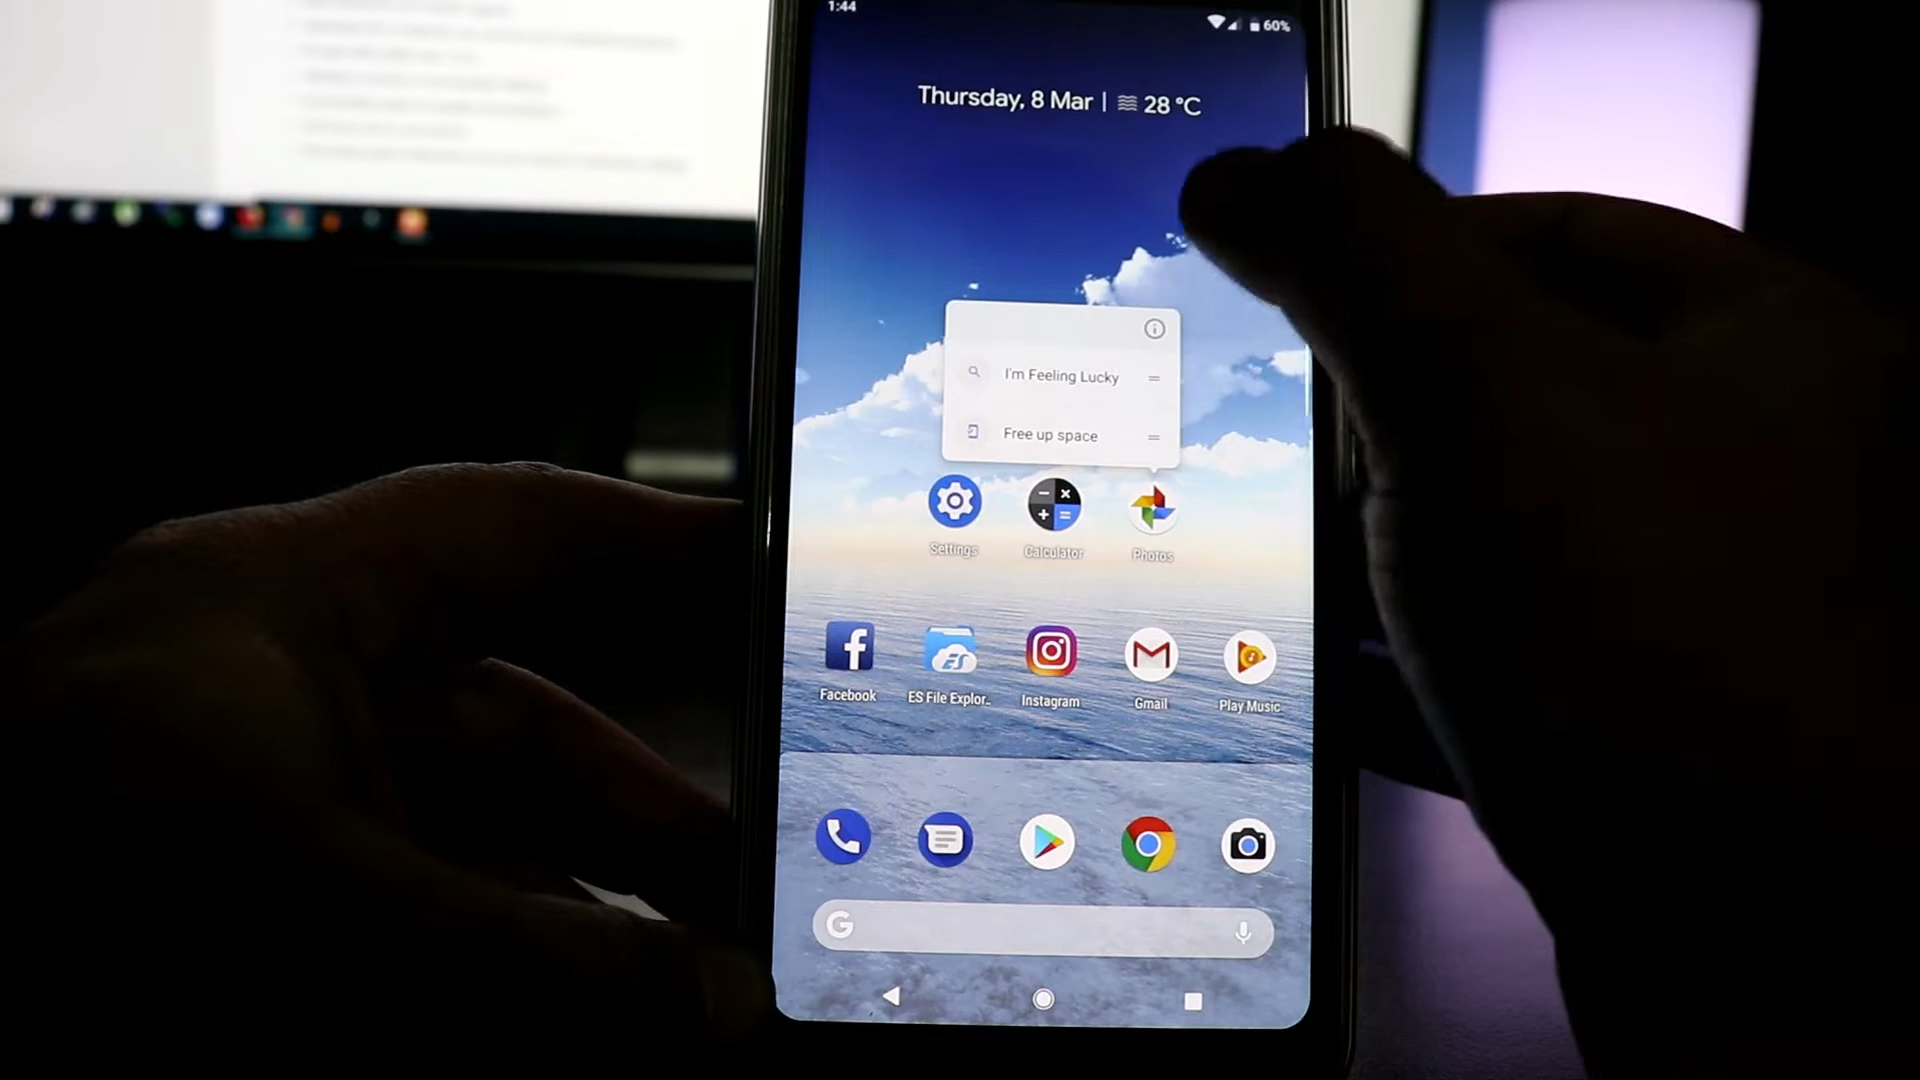 1:44
60%
Thursday, 8 Mar | 28 °C
I'm Feeling Lucky
Free up space
Settings
Calculator
Photos
Facebook
ES File Explor..
Instagram
Gmail
Play Music